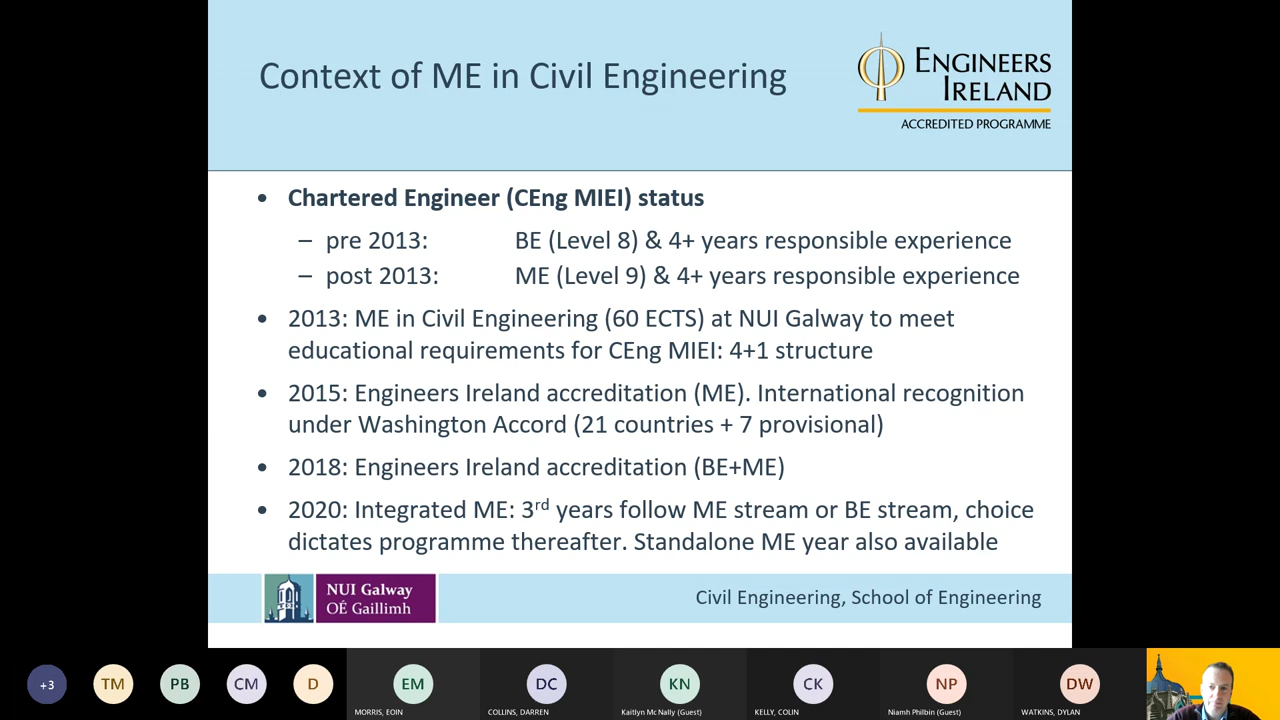 Context of ME in Civil Engineering
ENGINEERS
IRELAND
ACCREDITED PROGRAMME
• Chartered Engineer (CEng MIEI) status
– pre 2013: BE (Level 8) & 4+ years responsible experience
– post 2013: ME (Level 9) & 4+ years responsible experience
• 2013: ME in Civil Engineering (60 ECTS) at NUI Galway to meet
educational requirements for CEng MIEI: 4+1 structure
• 2015: Engineers Ireland accreditation (ME). International recognition
under Washington Accord (21 countries + 7 provisional)
• 2018: Engineers Ireland accreditation (BE+ME)
• 2020: Integrated ME: 3rd years follow ME stream or BE stream, choice
dictates programme thereafter. Standalone ME year also available
NUI Galway
OÉ Gaillimh
Civil Engineering, School of Engineering
+3 TM PB CM D EM DC KN CK NP DW
MORRIS, EOIN COLLINS, DARREN Kaitlyn Mc Nally (Guest) KELLY, COLIN Niamh Philbin (Guest) WATKINS, DYLAN